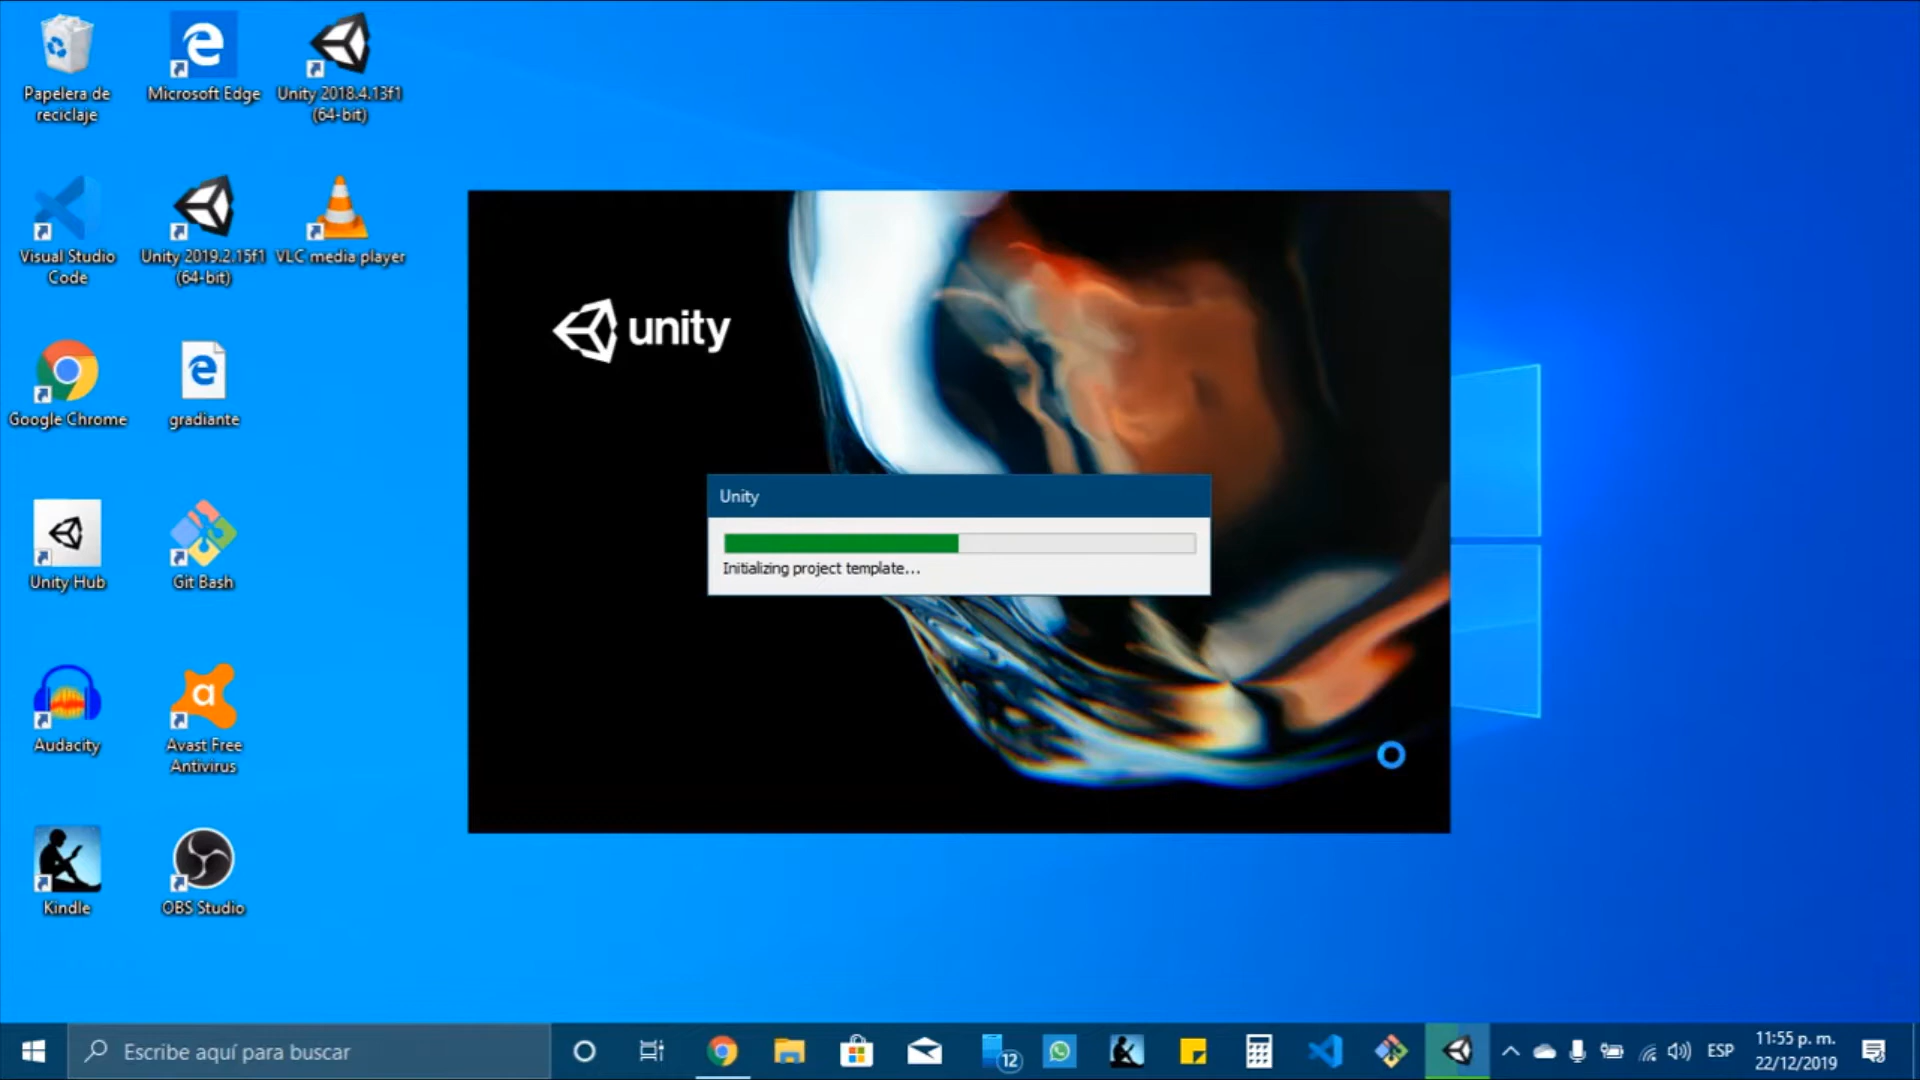 Papelera de
reciclaje
Microsoft Edge
Unity 2018.4.13f1
(64-bit)
Visual Studio
Code
Unity 2019.2.15f1
(64-bit)
VLC media player
Google Chrome
gradiante
Unity Hub
Git Bash
Audacity
Avast Free
Antivirus
Kindle
OBS Studio
unity
Unity
Initializing project template...
Escribe aquí para buscar
12
ESP
11:55 p. m.
22/12/2019